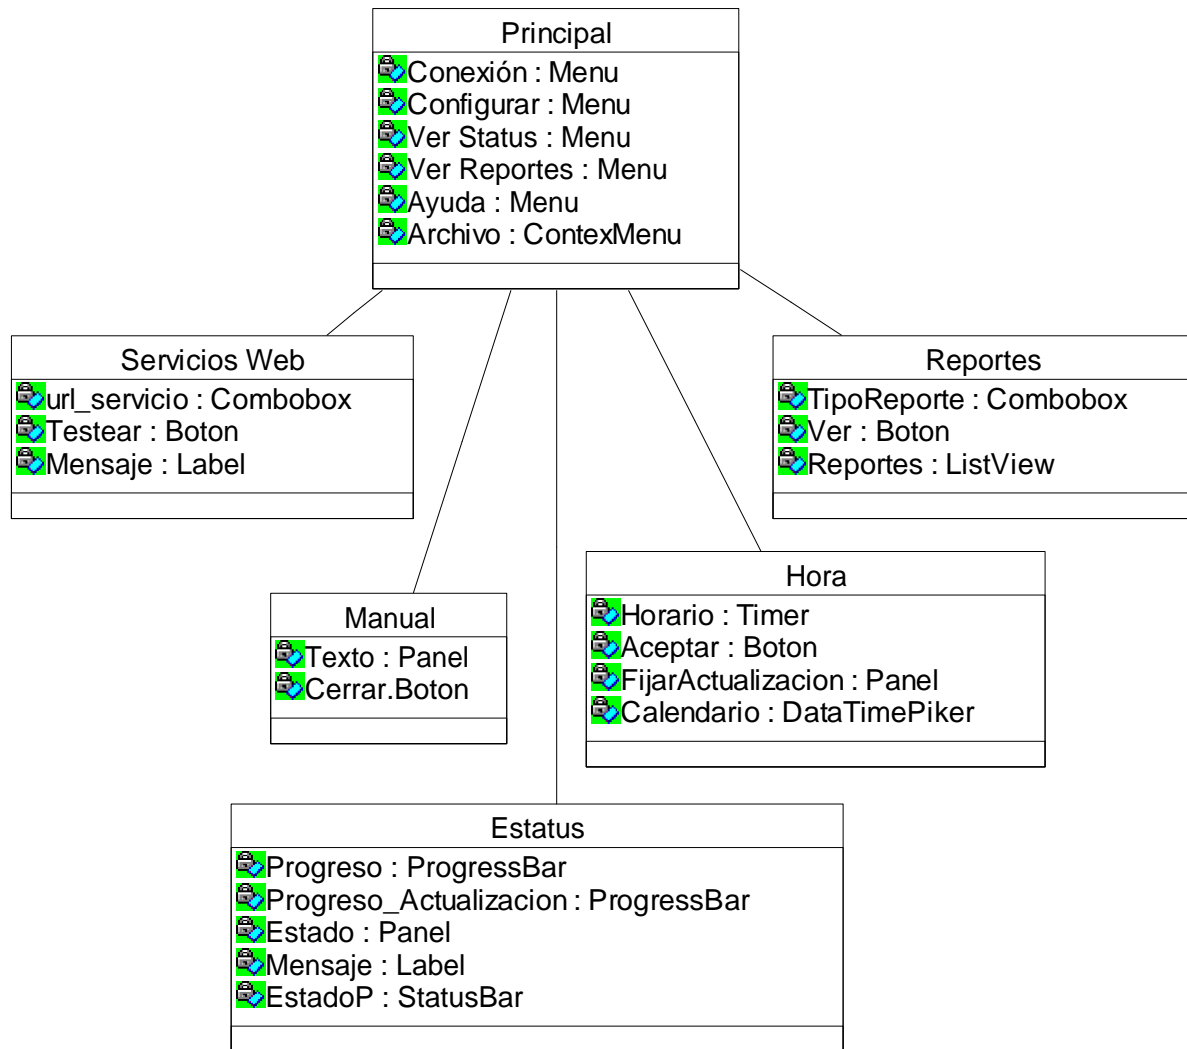 Principal
Conexión : Menu
Configurar : Menu
Ver Status : Menu
Ver Reportes : Menu
Ayuda : Menu
Archivo : ContexMenu
Servicios Web
url_servicio : Combobox
Testear : Boton
Mensaje : Label
Reportes
TipoReporte : Combobox
Ver : Boton
Reportes : ListView
Manual
Texto : Panel
Cerrar.Boton
Hora
Horario : Timer
Aceptar : Boton
FijarActualizacion : Panel
Calendario : DataTimePiker
Estatus
Progreso : ProgressBar
Progreso_Actualizacion : ProgressBar
Estado : Panel
Mensaje : Label
EstadoP : StatusBar